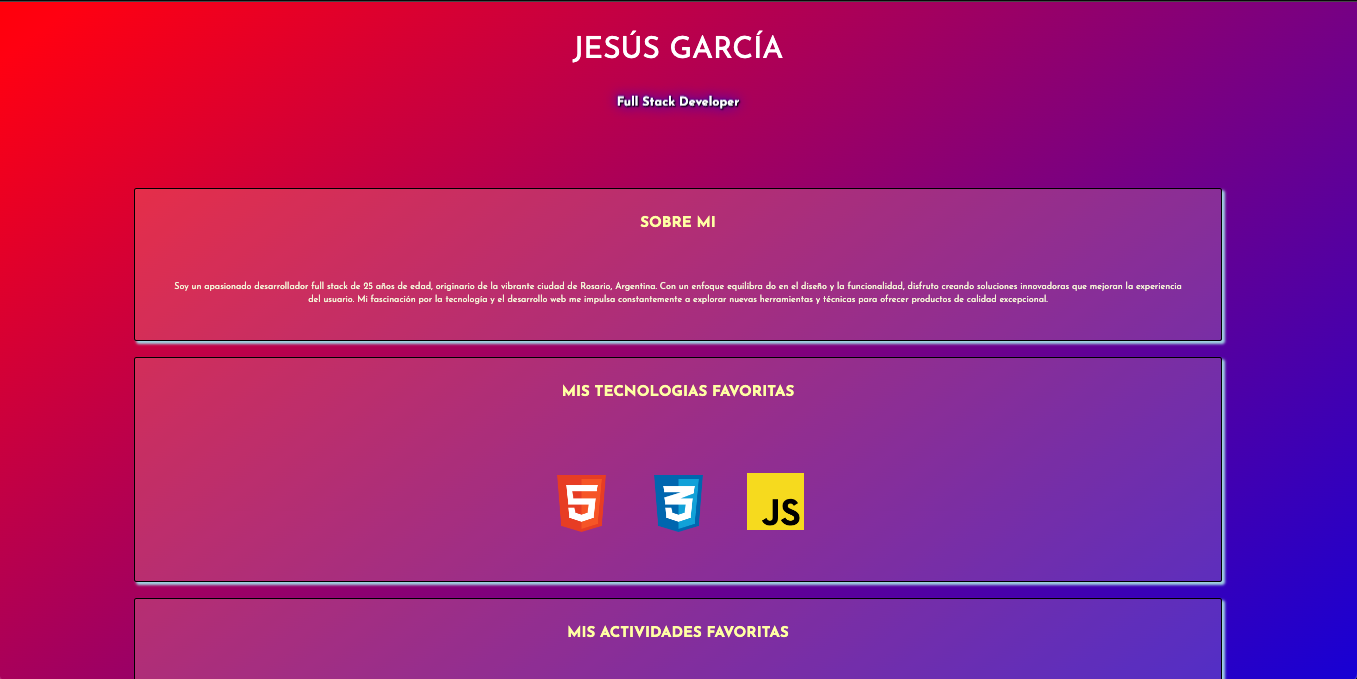 JESÚS GARCÍA
Full Stack Developer
SOBRE MI
Soy un apasionado desarrollador full stack de 25 años de edad, originario de la vibrante ciudad de Rosario, Argentina. Con un enfoque equilibra do en el diseño y la funcionalidad, disfruto creando soluciones innovadoras que mejoran la experiencia
del usuario. Mi fascinación por la tecnología y el desarrollo web me impulsa constantemente a explorar nuevas herramientas y técnicas para ofrecer productos de calidad excepcional.
MIS TECNOLOGIAS FAVORITAS
5 3 JS
MIS ACTIVIDADES FAVORITAS